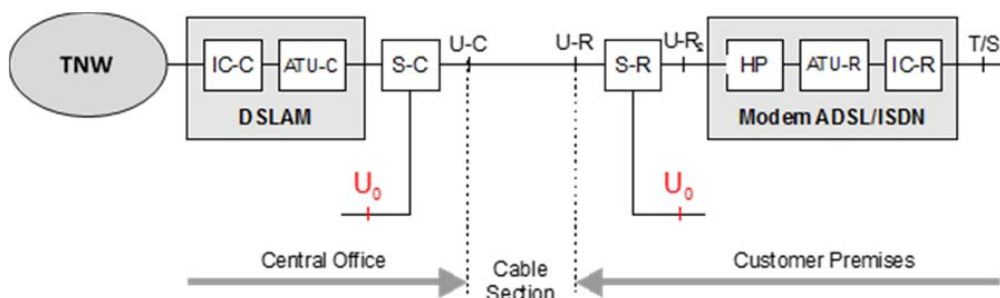 U-C
U-R
U-R₂
T/S
TNW
IC-C
ATU-C
S-C
S-R
HP
ATU-R
IC-R
DSLAM
Modem ADSL/ISDN
U₀
U₀
Central Office
Cable
Section
Customer Premises